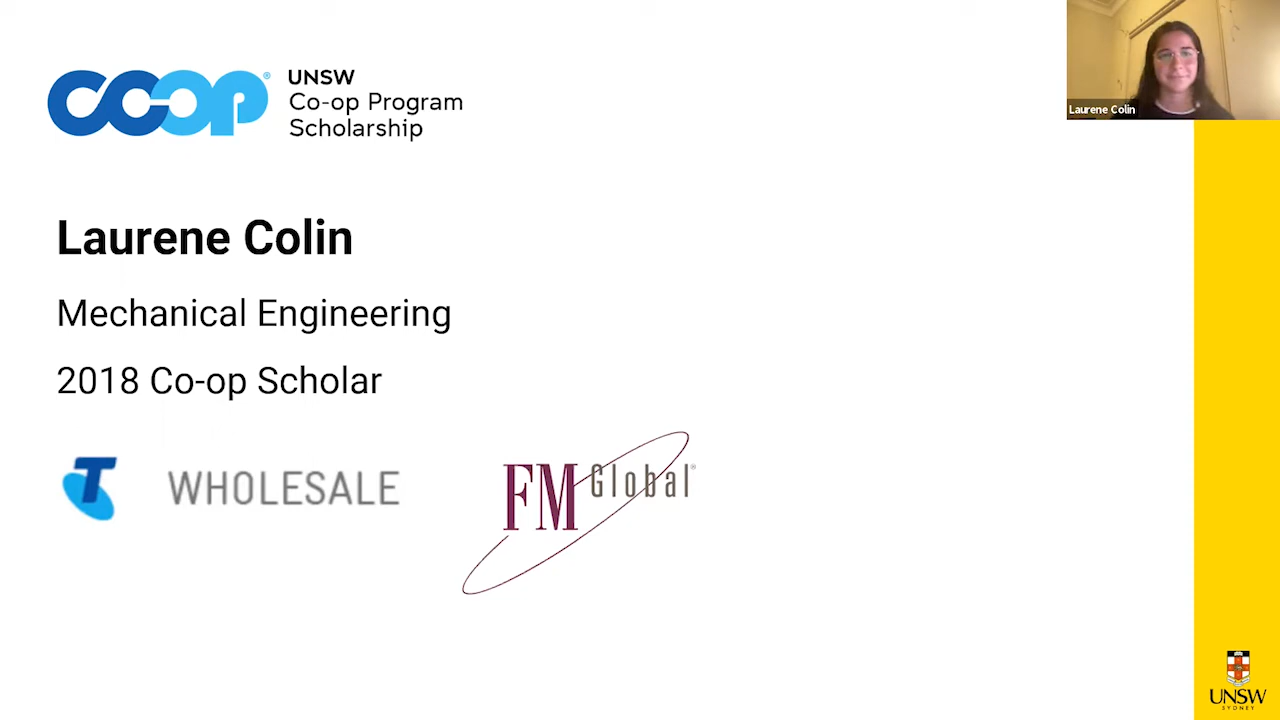 coop® UNSW
Co-op Program
Scholarship
Laurene Colin
Laurene Colin
Mechanical Engineering
2018 Co-op Scholar
T WHOLESALE
FM Global®
UNSW
SYDNEY